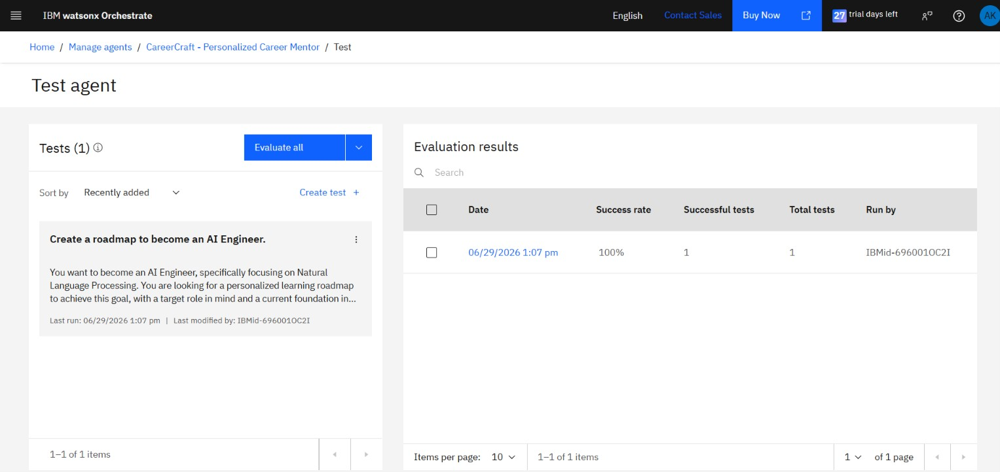 IBM watsonx Orchestrate
English
Contact Sales
Buy Now
27 trial days left
AK
Home / Manage agents / CareerCraft - Personalized Career Mentor / Test
Test agent
Tests (1)
Evaluate all
Sort by Recently added
Create test +
Create a roadmap to become an AI Engineer.
You want to become an AI Engineer, specifically focusing on Natural
Language Processing. You are looking for a personalized learning roadmap
to achieve this goal, with a target role in mind and a current foundation in...
Last run: 06/29/2026 1:07 pm | Last modified by: IBMid-696001OC2I
1–1 of 1 items
Evaluation results
Search
Date Success rate Successful tests Total tests Run by
06/29/2026 1:07 pm 100% 1 1 IBMid-696001OC2I
Items per page: 10 1–1 of 1 items 1 of 1 page